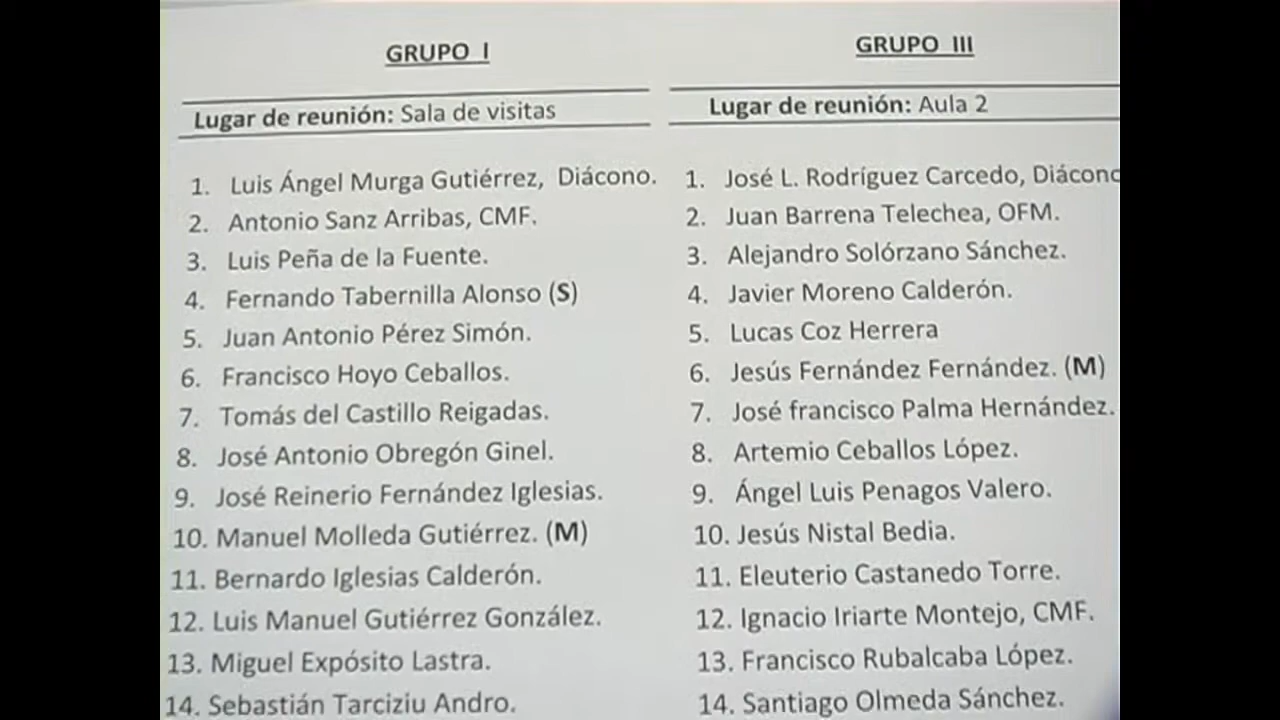 GRUPO I
Lugar de reunión: Sala de visitas
1. Luis Ángel Murga Gutiérrez, Diácono.
2. Antonio Sanz Arribas, CMF.
3. Luis Peña de la Fuente.
4. Fernando Tabernilla Alonso (S)
5. Juan Antonio Pérez Simón.
6. Francisco Hoyo Ceballos.
7. Tomás del Castillo Reigadas.
8. José Antonio Obregón Ginel.
9. José Reinerio Fernández Iglesias.
10. Manuel Molleda Gutiérrez. (M)
11. Bernardo Iglesias Calderón.
12. Luis Manuel Gutiérrez González.
13. Miguel Expósito Lastra.
14. Sebastián Tarciziu Andro.
GRUPO III
Lugar de reunión: Aula 2
1. José L. Rodríguez Carcedo, Diácono
2. Juan Barrena Telechea, OFM.
3. Alejandro Solórzano Sánchez.
4. Javier Moreno Calderón.
5. Lucas Coz Herrera
6. Jesús Fernández Fernández. (M)
7. José francisco Palma Hernández.
8. Artemio Ceballos López.
9. Ángel Luis Penagos Valero.
10. Jesús Nistal Bedia.
11. Eleuterio Castanedo Torre.
12. Ignacio Iriarte Montejo, CMF.
13. Francisco Rubalcaba López.
14. Santiago Olmeda Sánchez.